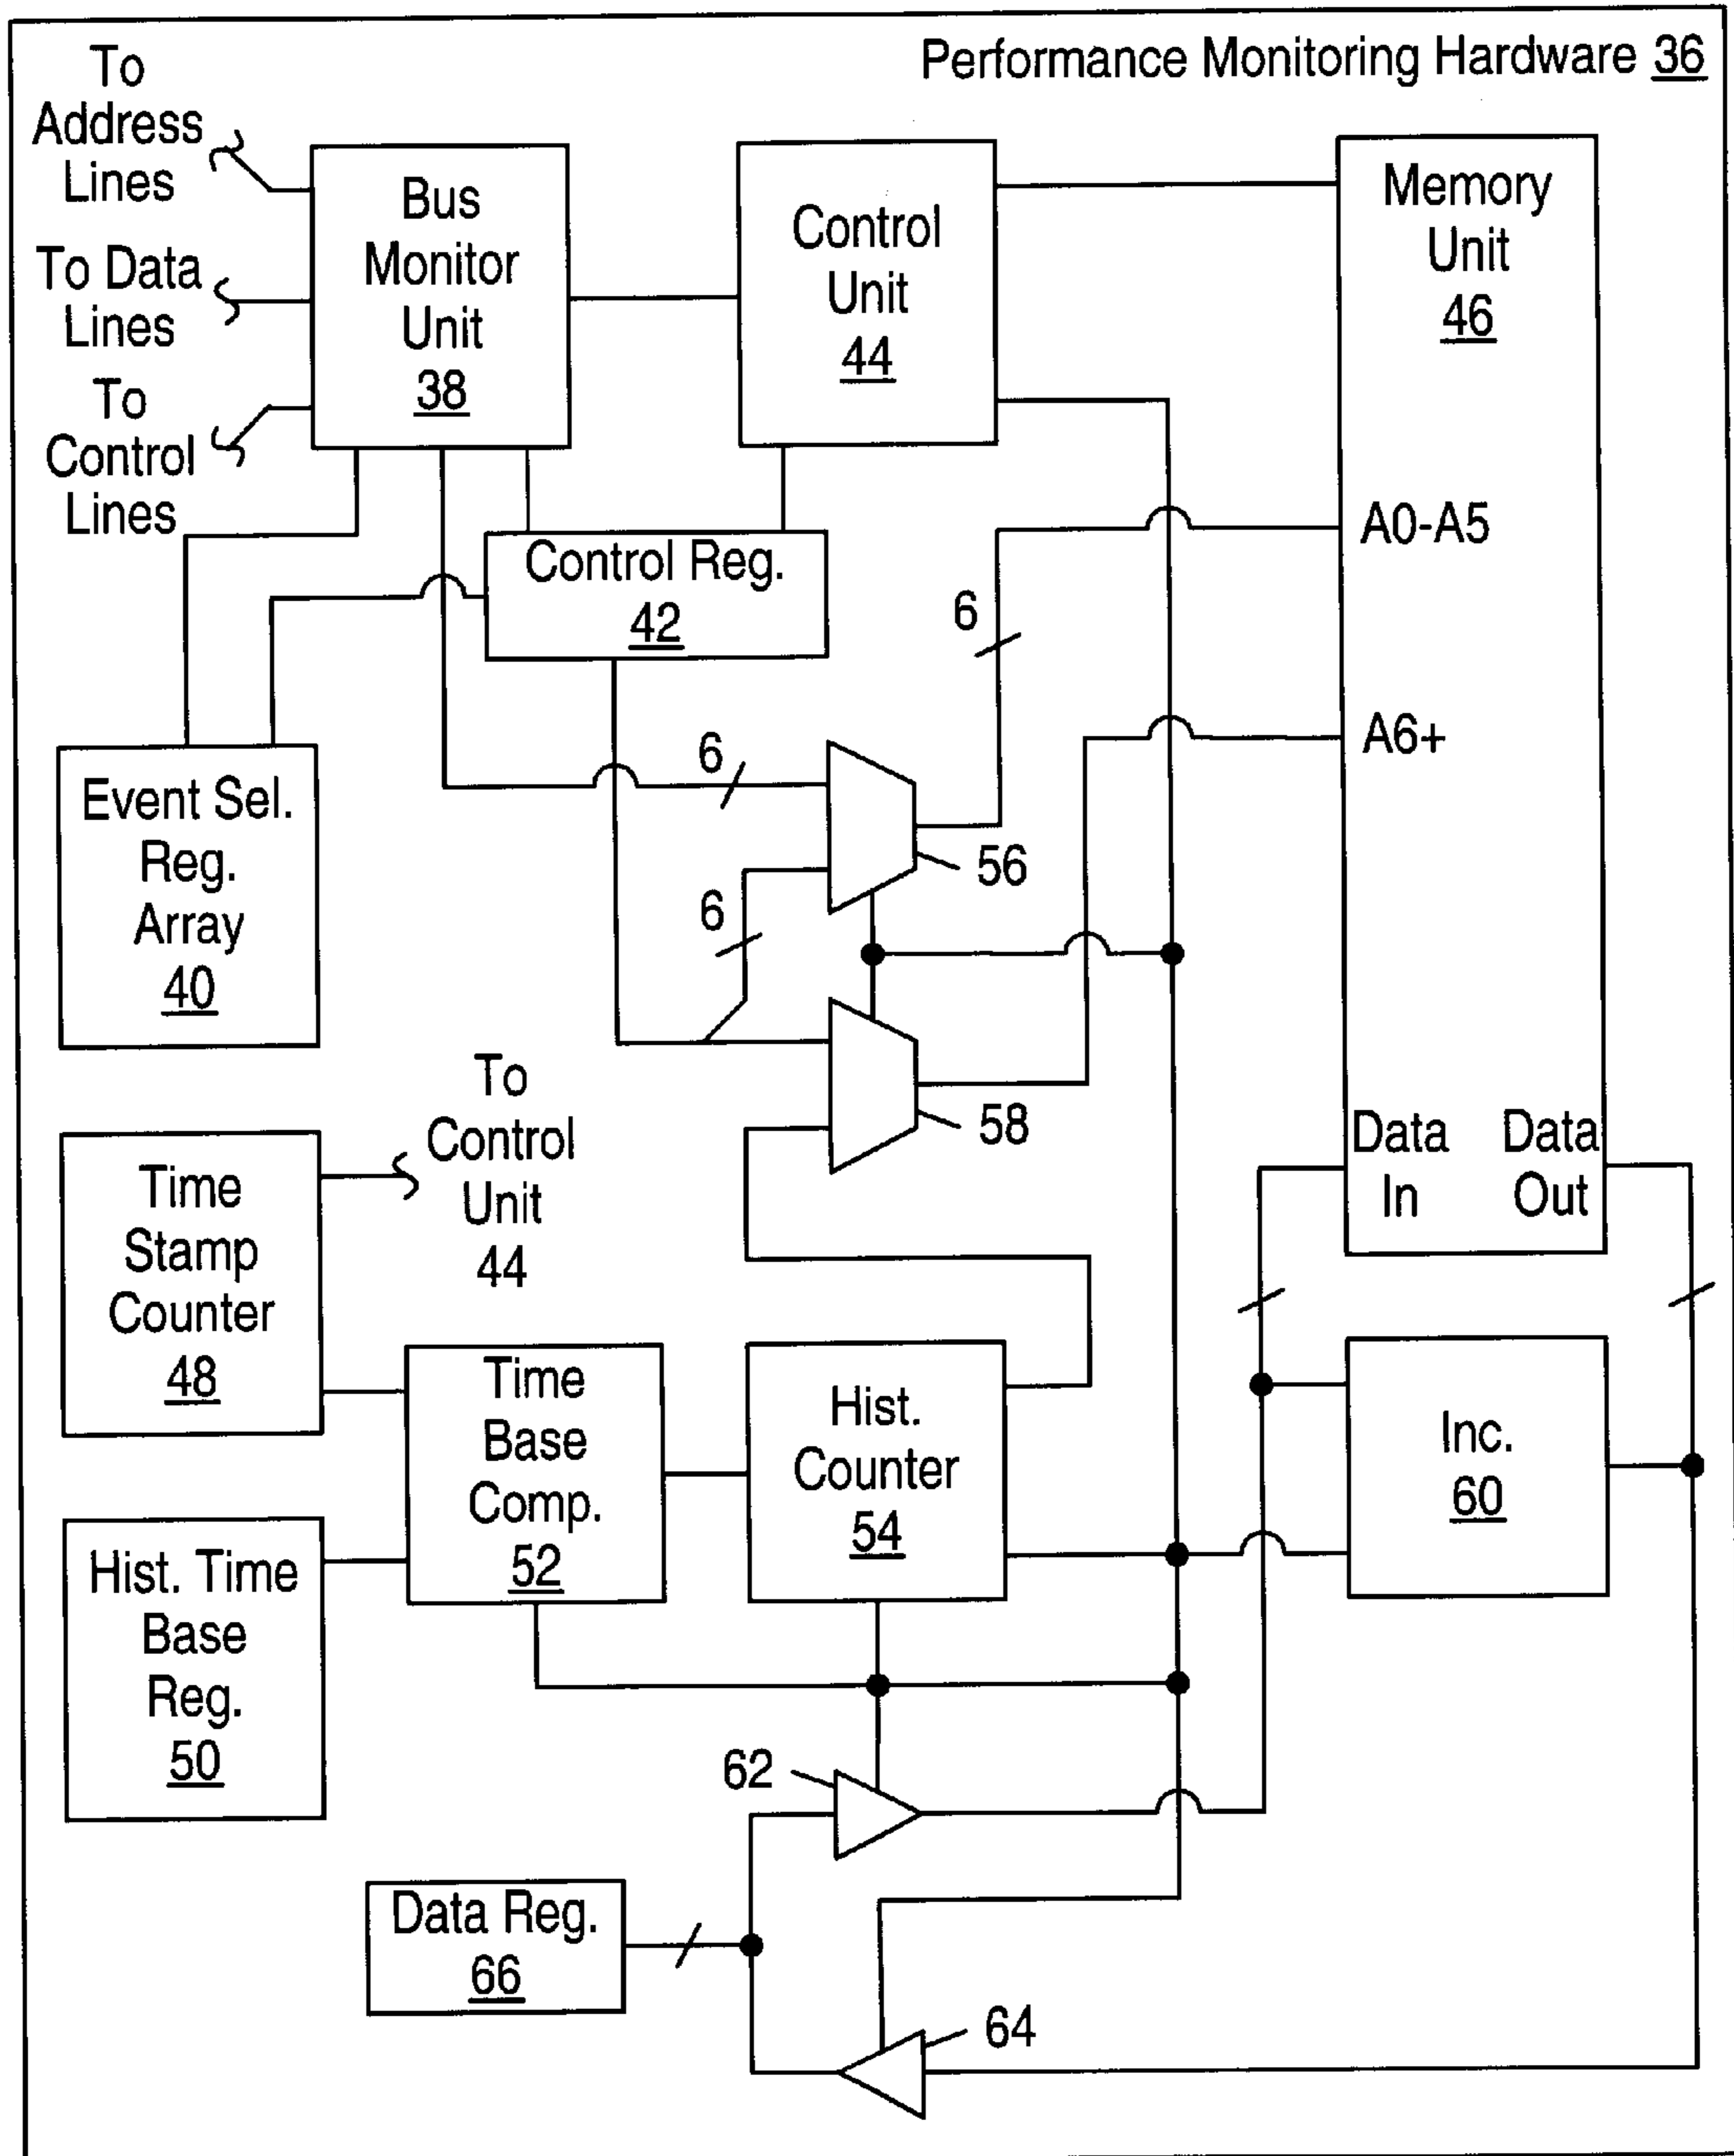 Performance Monitoring Hardware 36
To
Address
Lines
To Data
Lines
To
Control
Lines
Bus
Monitor
Unit
38
Control
Unit
44
Memory
Unit
46
A0-A5
A6+
Data
In
Data
Out
Control Reg.
42
6
6
6
56
58
Event Sel.
Reg.
Array
40
To
Control
Unit
44
Time
Stamp
Counter
48
Time
Base
Comp.
52
Hist.
Counter
54
Inc.
60
Hist. Time
Base
Reg.
50
62
Data Reg.
66
64